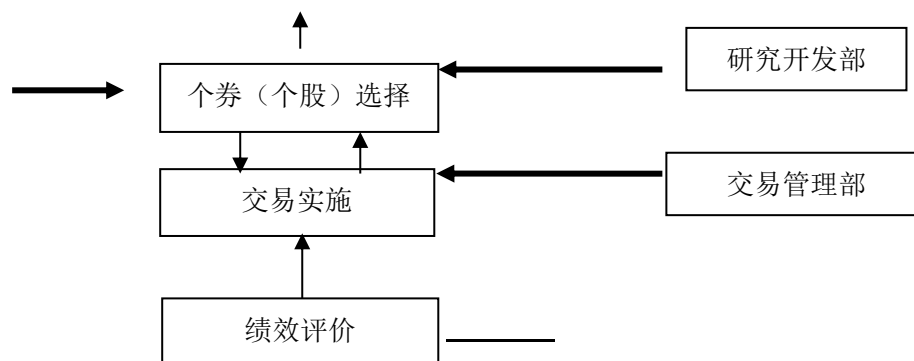 个券（个股）选择
研究开发部
交易实施
交易管理部
绩效评价